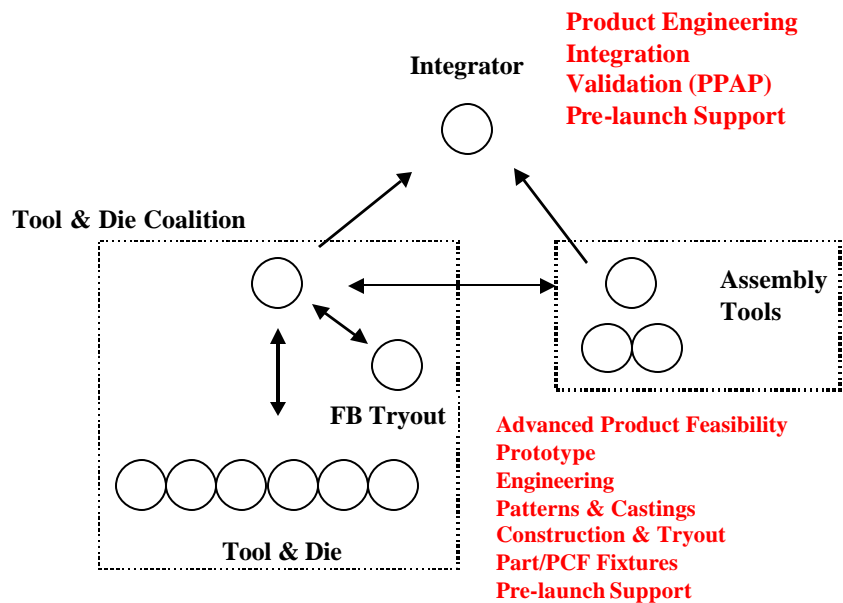 Product Engineering
Integration
Validation (PPAP)
Pre-launch Support
Integrator
Tool & Die Coalition
Assembly
Tools
FB Tryout
Tool & Die
Advanced Product Feasibility
Prototype
Engineering
Patterns & Castings
Construction & Tryout
Part/PCF Fixtures
Pre-launch Support